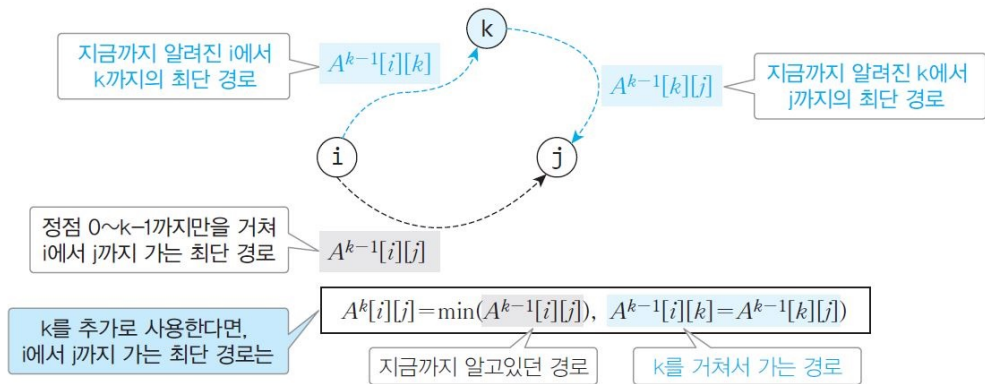 k
지금까지 알려진 i에서
k까지의 최단 경로
A^{k-1}[i][k]
A^{k-1}[k][j]
지금까지 알려진 k에서
j까지의 최단 경로
i
j
정점 0~k-1까지만을 거쳐
i에서 j까지 가는 최단 경로
A^{k-1}[i][j]
k를 추가로 사용한다면,
i에서 j까지 가는 최단 경로는
A^{k}[i][j]=min(A^{k-1}[i][j]), A^{k-1}[i][k]=A^{k-1}[k][j])
지금까지 알고있던 경로
k를 거쳐서 가는 경로